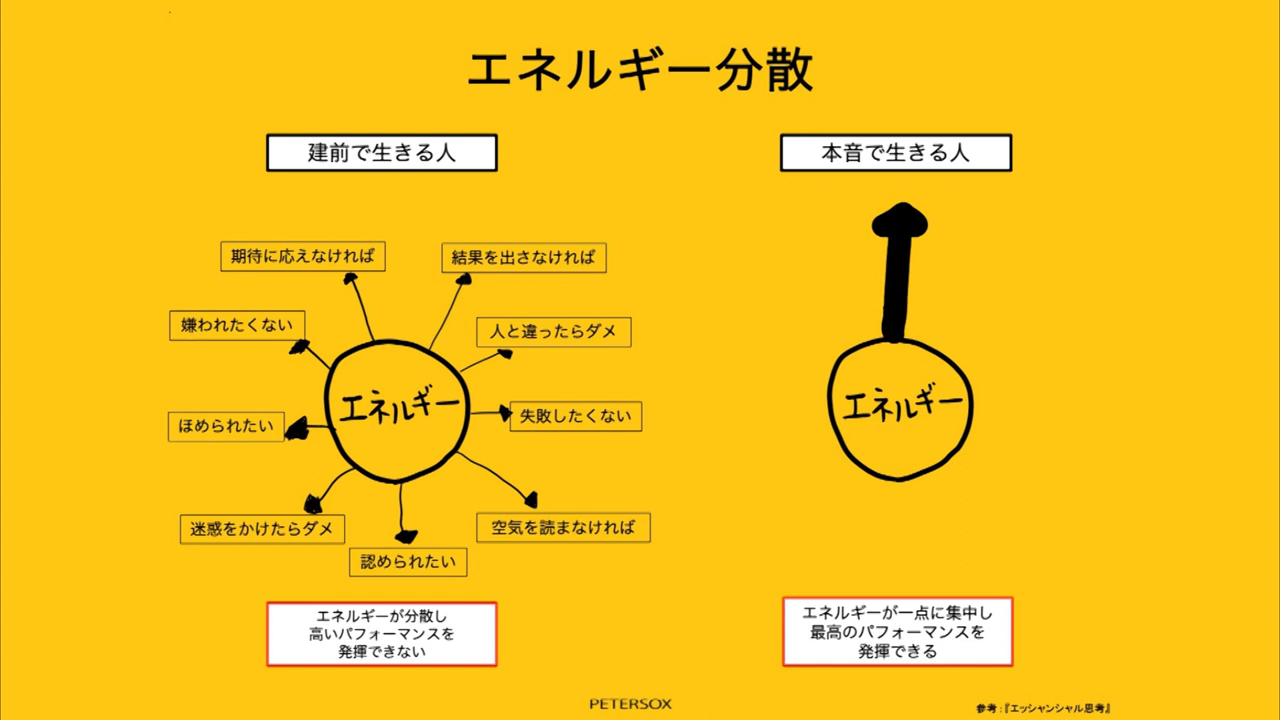 エネルギー分散
建前で生きる人
本音で生きる人
期待に応えなければ
結果を出さなければ
嫌われたくない
人と違ったらダメ
エネルギー
ほめられたい
失敗したくない
迷惑をかけたらダメ
空気を読まなければ
認められたい
エネルギー
エネルギーが分散し
高いパフォーマンスを
発揮できない
エネルギーが一点に集中し
最高のパフォーマンスを
発揮できる
PETERSOX
参考：『エッシャンシャル思考』